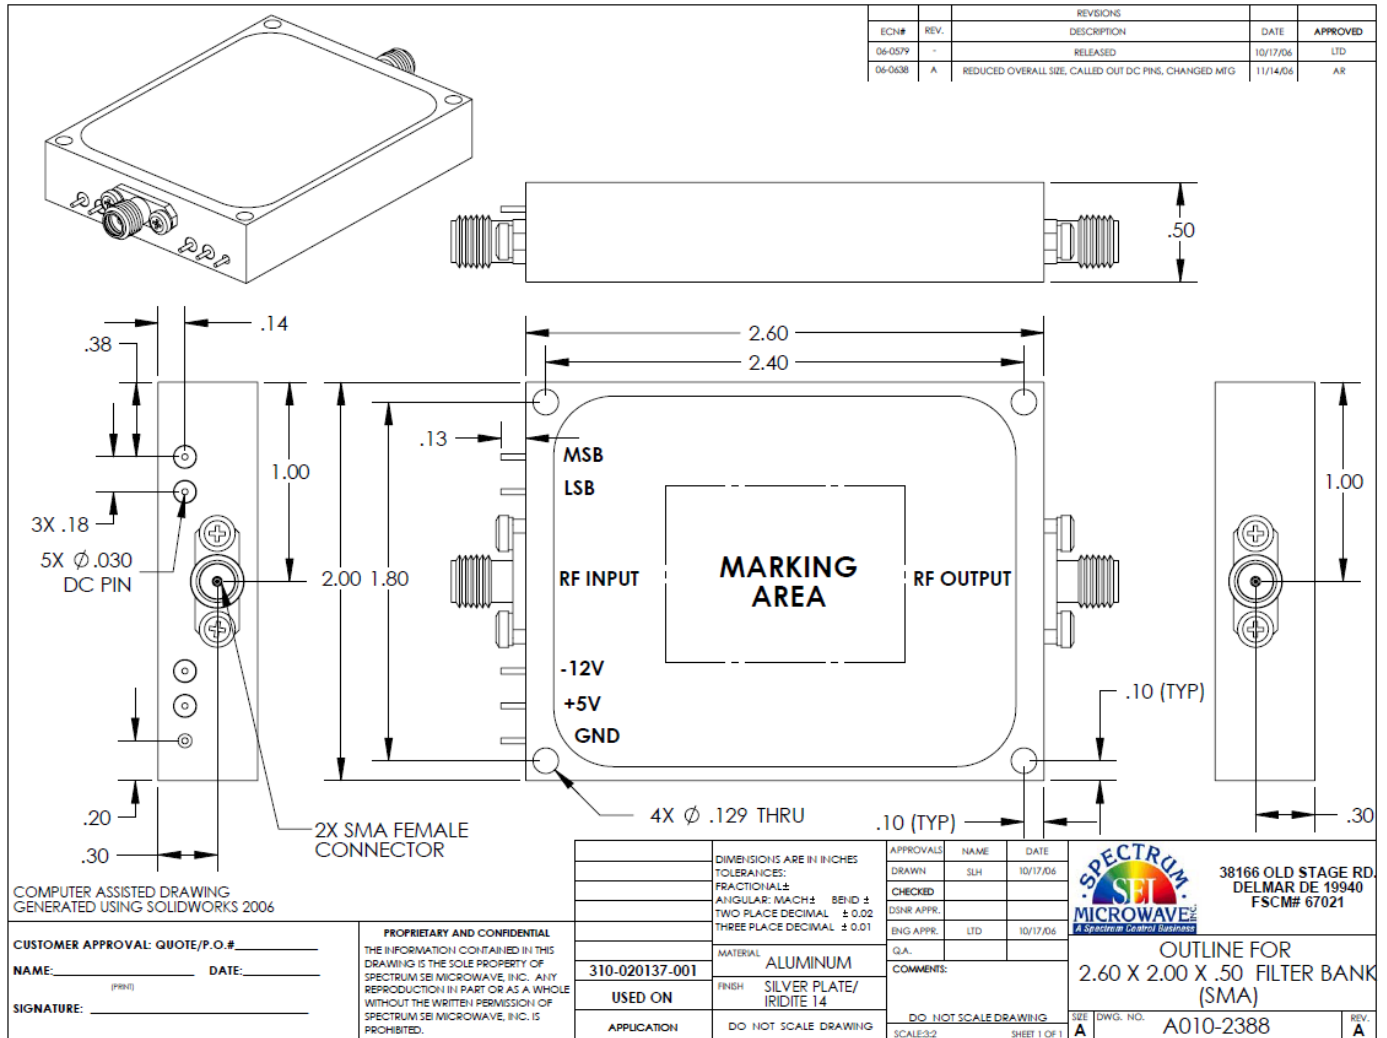 REVISIONS
ECN# REV. DESCRIPTION DATE APPROVED
06-0579 - RELEASED 10/17/06 LTD
06-0638 A REDUCED OVERALL SIZE, CALLED OUT DC PINS, CHANGED MTG 11/14/06 AR
.50
.14
.38
2.60
2.40
.13
MSB
LSB
1.00
1.00
3X .18
5X Ø.030
DC PIN
2.00 1.80
RF INPUT
MARKING
AREA
RF OUTPUT
-12V
+5V
GND
.10 (TYP)
4X Ø .129 THRU
.10 (TYP)
.20
.30
.30
2X SMA FEMALE
CONNECTOR
COMPUTER ASSISTED DRAWING
GENERATED USING SOLIDWORKS 2006
CUSTOMER APPROVAL: QUOTE/P.O.#
NAME: DATE:
(PRINT)
SIGNATURE:
PROPRIETARY AND CONFIDENTIAL
THE INFORMATION CONTAINED IN THIS
DRAWING IS THE SOLE PROPERTY OF
SPECTRUM SEI MICROWAVE, INC. ANY
REPRODUCTION IN PART OR AS A WHOLE
WITHOUT THE WRITTEN PERMISSION OF
SPECTRUM SEI MICROWAVE, INC. IS
PROHIBITED.
310-020137-001
USED ON
APPLICATION
DIMENSIONS ARE IN INCHES
TOLERANCES:
FRACTIONAL±
ANGULAR: MACH± BEND ±
TWO PLACE DECIMAL ± 0.02
THREE PLACE DECIMAL ± 0.01
MATERIAL ALUMINUM
FINISH SILVER PLATE/
IRIDITE 14
DO NOT SCALE DRAWING
APPROVALS NAME DATE
DRAWN SLH 10/17/06
CHECKED
DSNR APPR.
ENG APPR. LTD 10/17/06
Q.A.
COMMENTS:
DO NOT SCALE DRAWING
SCALE:3:2 SHEET 1 OF 1
SPECTRUM
SEI
MICROWAVE INC.
A Spectrum Control Business
38166 OLD STAGE RD.
DELMAR DE 19940
FSCM# 67021
OUTLINE FOR
2.60 X 2.00 X .50 FILTER BANK
(SMA)
SIZE A DWG. NO. A010-2388 REV. A